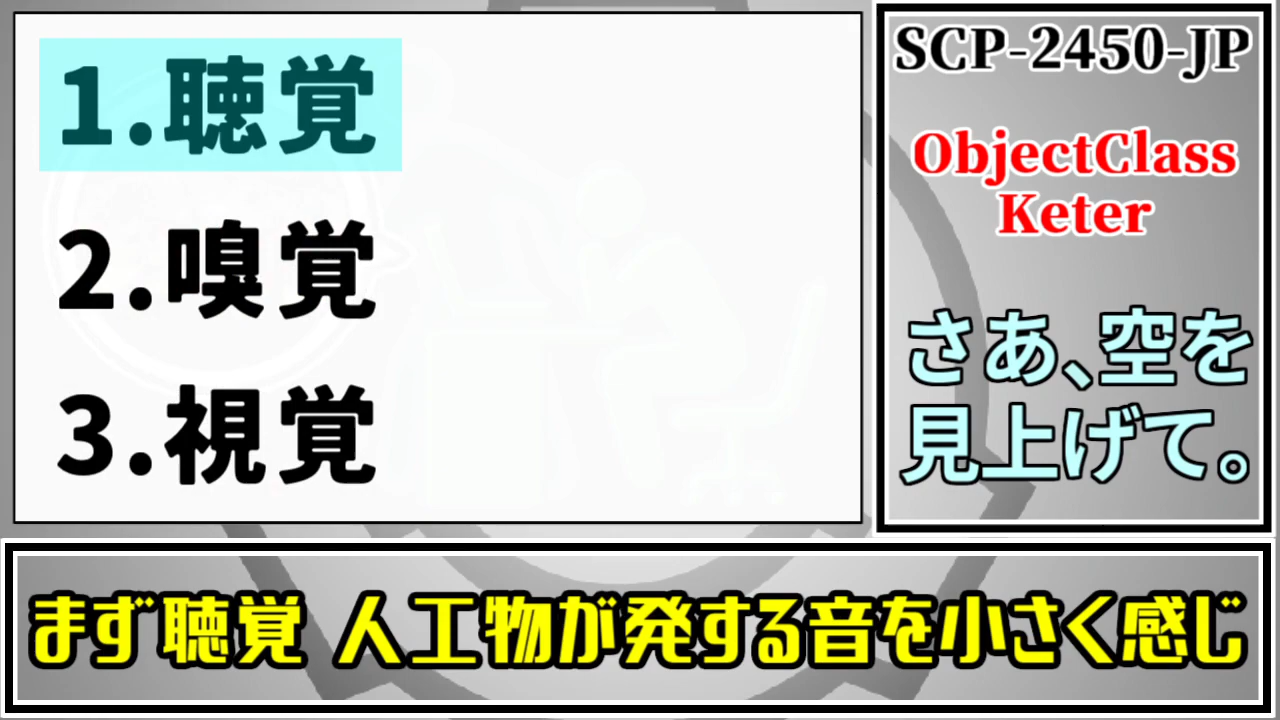 1.聴覚
2.嗅覚
3.視覚
SCP-2450-JP
ObjectClass
Keter
さあ、空を
見上げて。
まず聴覚 人工物が発する音を小さく感じ